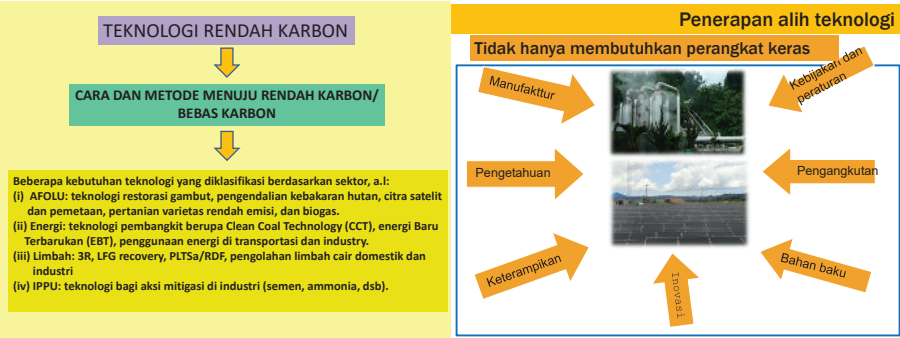 TEKNOLOGI RENDAH KARBON
CARA DAN METODE MENUJU RENDAH KARBON/
BEBAS KARBON
Beberapa kebutuhan teknologi yang diklasifikasi berdasarkan sektor, a.l:
(i) AFOLU: teknologi restorasi gambut, pengendalian kebakaran hutan, citra satelit
dan pemetaan, pertanian varietas rendah emisi, dan biogas.
(ii) Energi: teknologi pembangkit berupa Clean Coal Technology (CCT), energi Baru
Terbarukan (EBT), penggunaan energi di transportasi dan industry.
(iii) Limbah: 3R, LFG recovery, PLTSa/RDF, pengolahan limbah cair domestik dan
industri
(iv) IPPU: teknologi bagi aksi mitigasi di industri (semen, ammonia, dsb).
Penerapan alih teknologi
Tidak hanya membutuhkan perangkat keras
Manufakttur
Kebijakan dan
peraturan
Pengetahuan
Pengangkutan
Keterampikan
Inovasi
Bahan baku